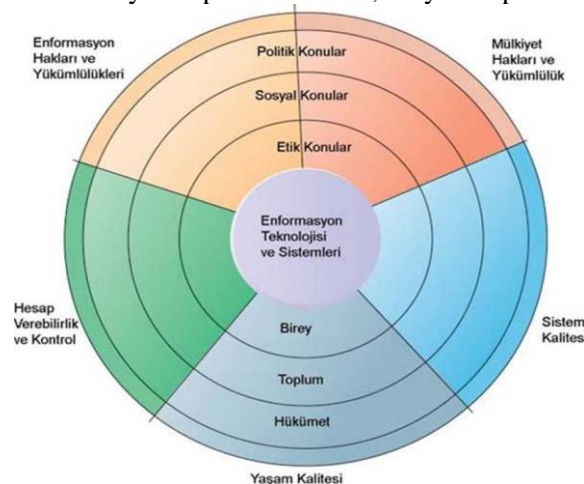 Enformasyon
Hakları ve
Yükümlülükleri
Mülkiyet
Hakları ve
Yükümlülük
Politik Konular
Sosyal Konular
Etik Konular
Enformasyon
Teknolojisi
ve Sistemleri
Hesap
Verebilirlik
ve Kontrol
Sistem
Kalitesi
Birey
Toplum
Hükümet
Yaşam Kalitesi